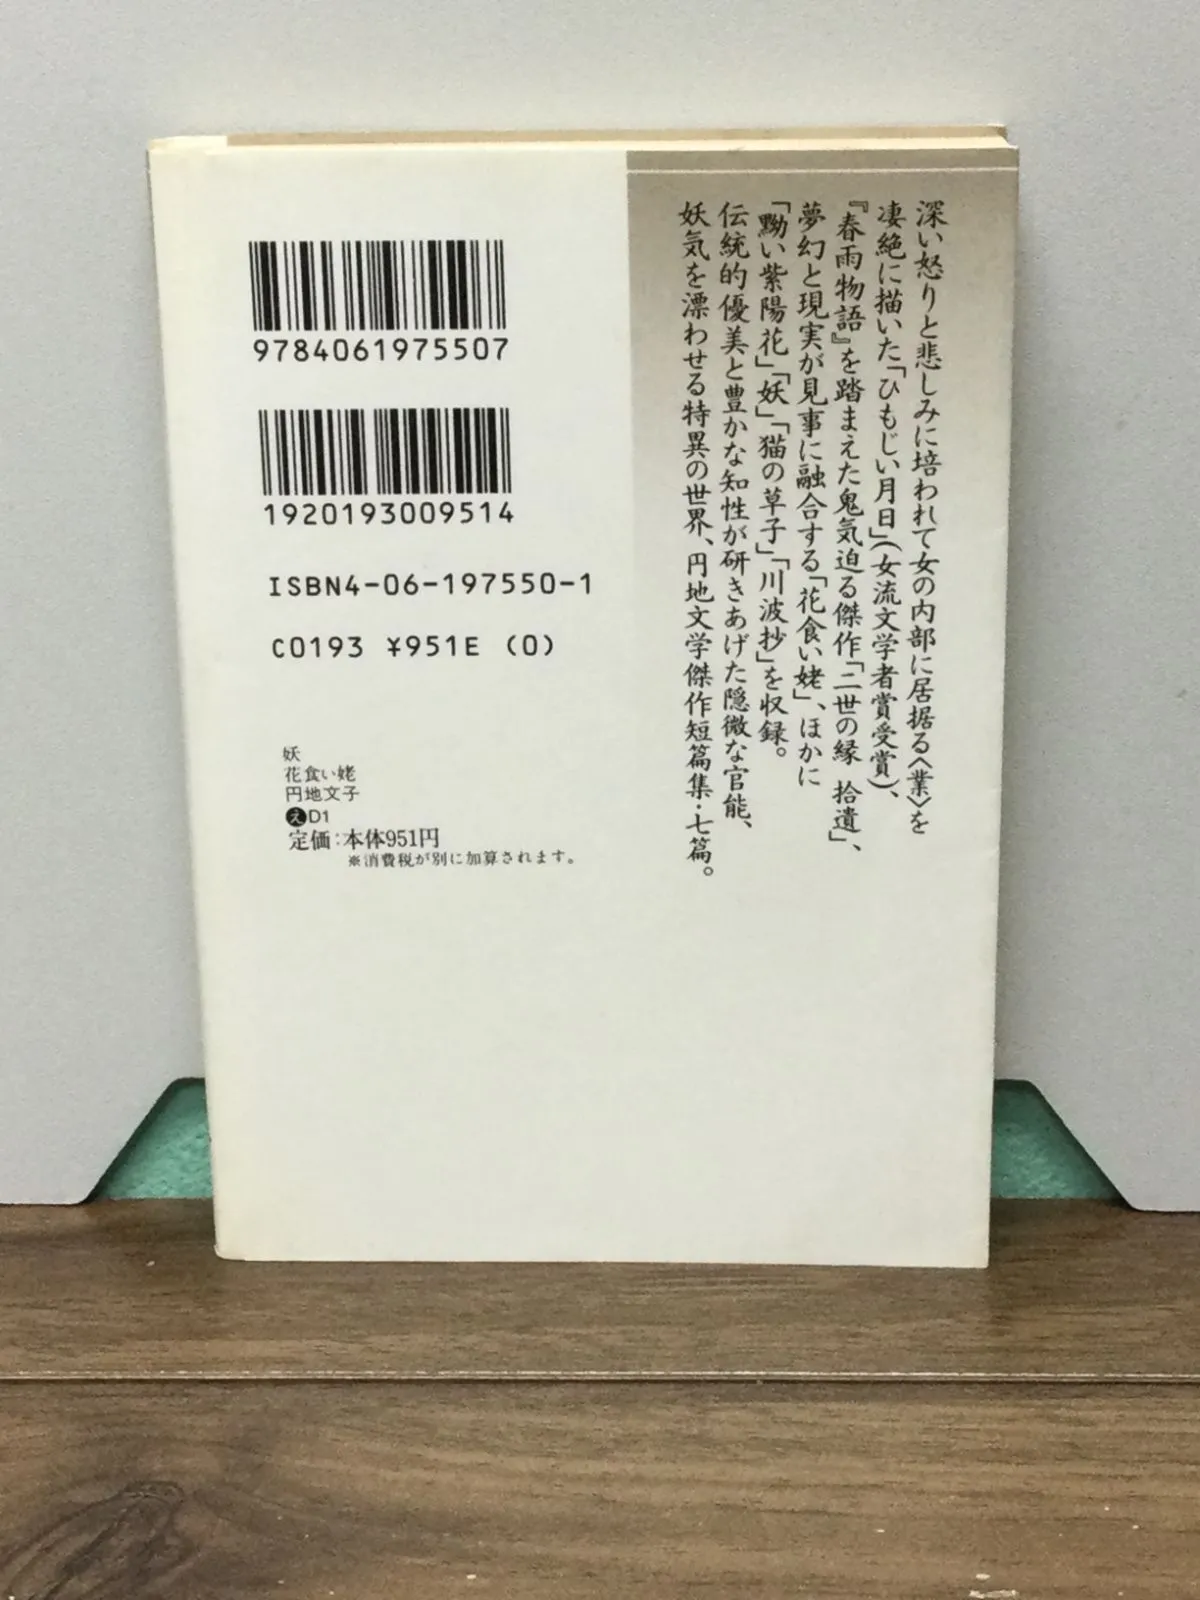 深い怒りと悲しみに培われて女の内部に居据る〈業〉を
凄絶に描いた「ひもじい月日」(女流文学者賞受賞)、
『春雨物語』を踏まえた鬼気迫る傑作「二世の縁 拾遺」、
夢幻と現実が見事に融合する「花食い姥」、ほかに
「黝い紫陽花」「妖」「猫の草子」「川波抄」を収録。
伝統的優美と豊かな知性が研きあげた隠微な官能、
妖気を漂わせる特異の世界、円地文学傑作短篇集・七篇。
9784061975507
1920193009514
ISBN4-06-197550-1
C0193 ¥951E (0)
妖
花食い姥
円地文子
えD1
定価:本体951円
※消費税が別に加算されます。